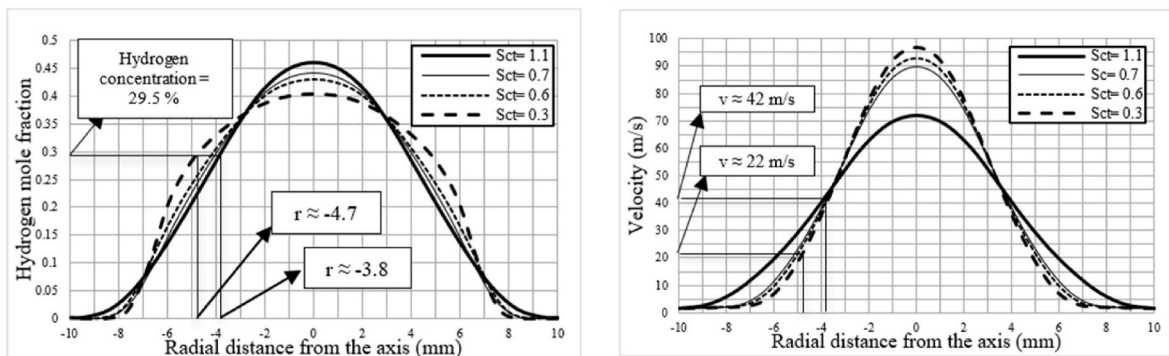 Hydrogen mole fraction
0.5
0.45
0.4
0.35
0.3
0.25
0.2
0.15
0.1
0.05
0
Hydrogen
concentration=
29.5 %
Sct= 1.1
Sct= 0.7
Sct= 0.6
Sct= 0.3
r ≈ -4.7
r ≈ -3.8
-10 -8 -6 -4 -2 0 2 4 6 8 10
Radial distance from the axis (mm)
Velocity (m/s)
100
90
80
70
60
50
40
30
20
10
0
v ≈ 42 m/s
v ≈ 22 m/s
Sct= 1.1
Sc= 0.7
Sct= 0.6
Sct= 0.3
-10 -8 -6 -4 -2 0 2 4 6 8 10
Radial distance from the axis (mm)